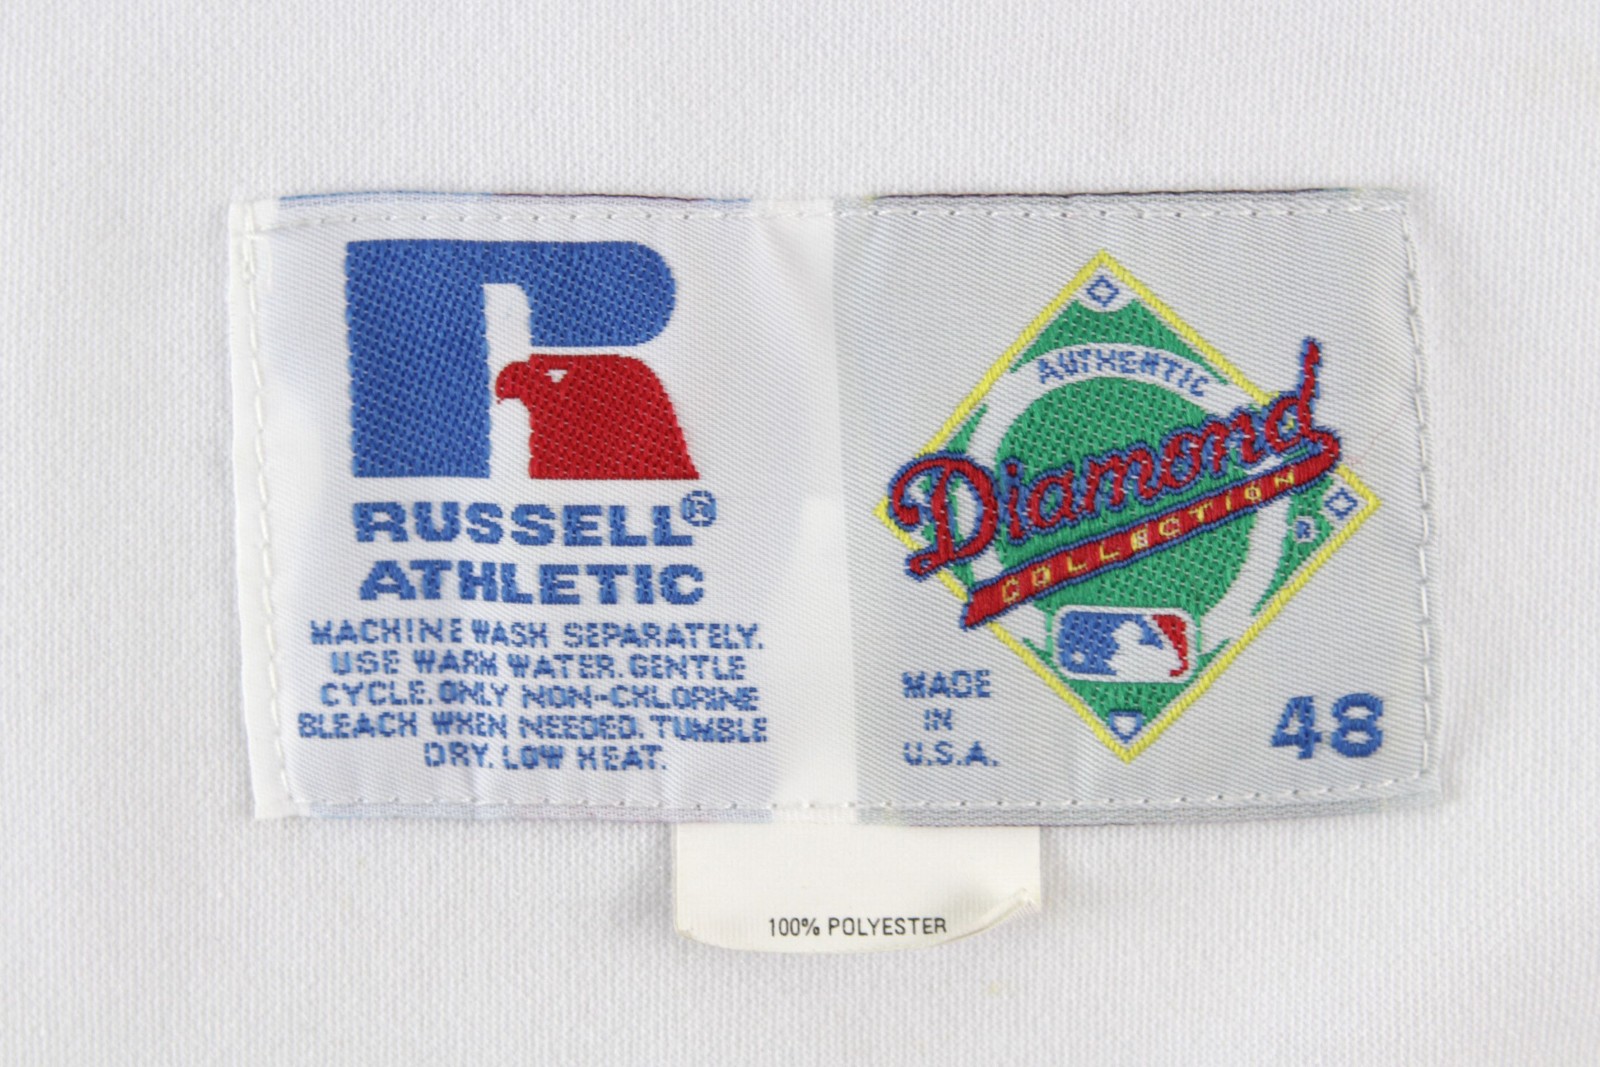 R
RUSSELL®
ATHLETIC
MACHINE WASH SEPARATELY.
USE WARM WATER. GENTLE
CYCLE. ONLY NON-CHLORINE
BLEACH WHEN NEEDED. TUMBLE
DRY. LOW HEAT.
AUTHENTIC
Diamond
COLLECTION
®
MADE
IN
U.S.A.
48
100% POLYESTER